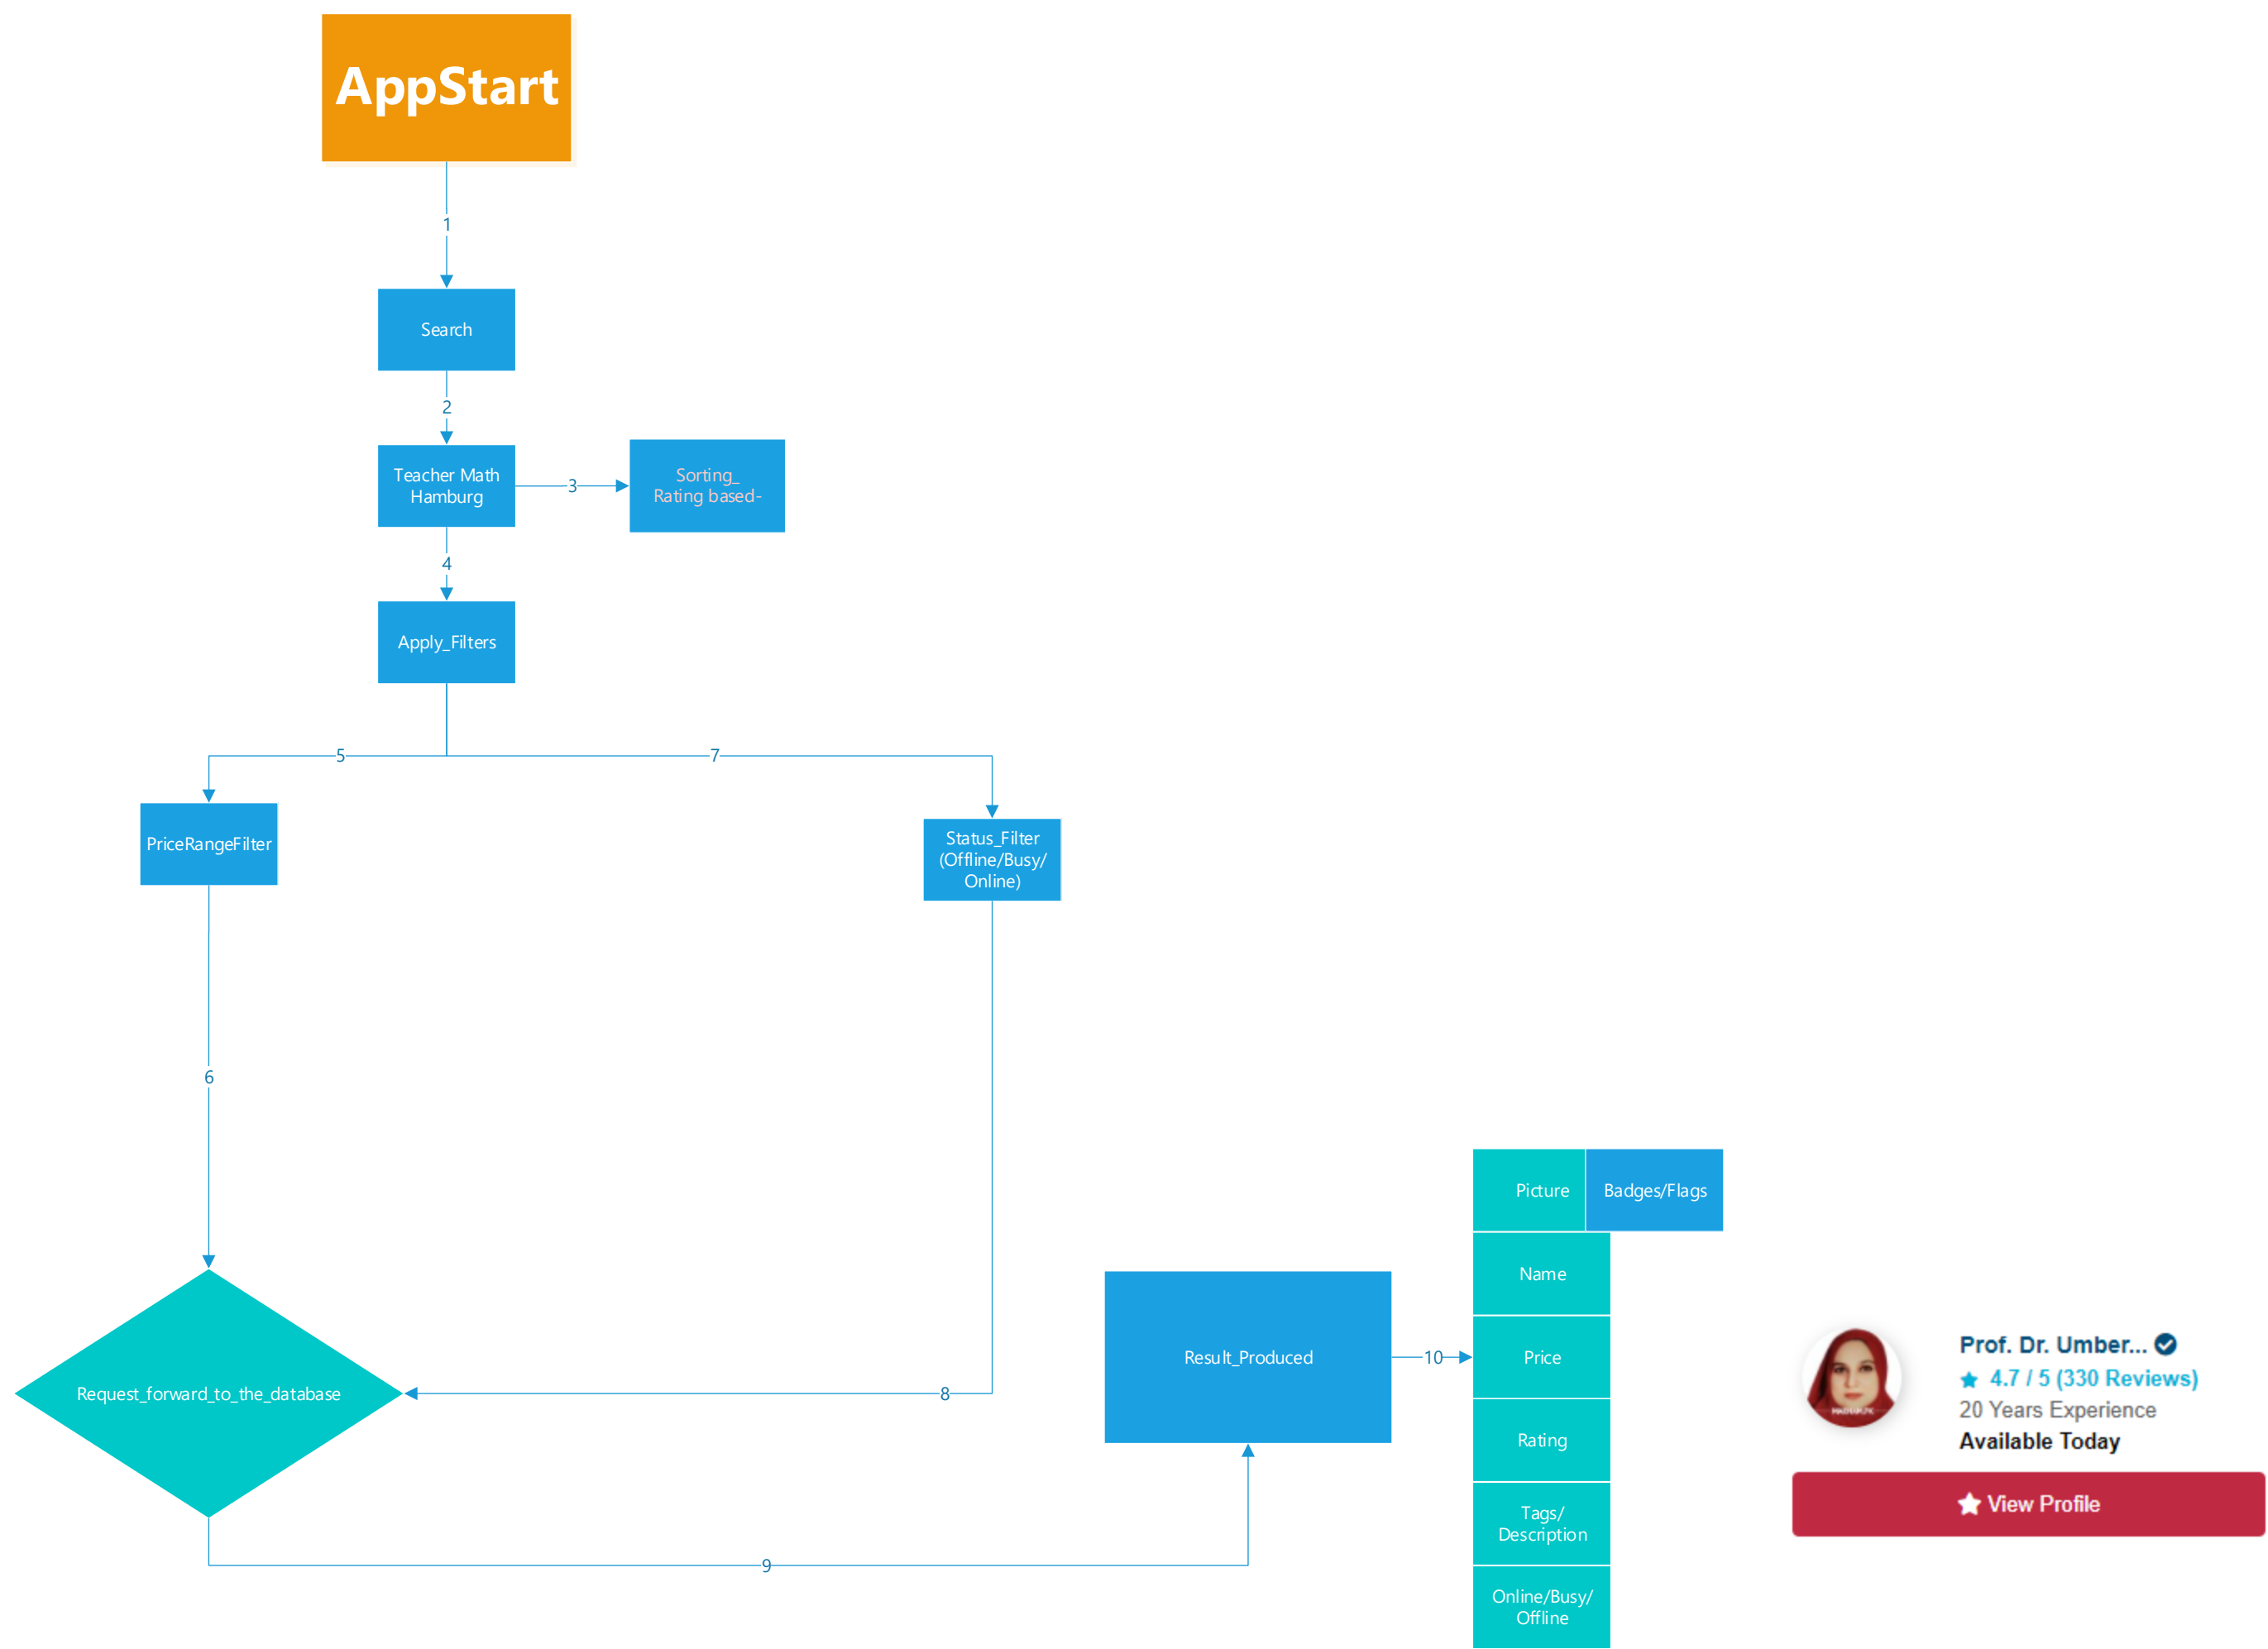 AppStart
1
Search
2
Teacher Math
Hamburg
3
Sorting_
Rating based-
4
Apply_Filters
5
7
PriceRangeFilter
Status_Filter
(Offline/Busy/
Online)
6
Request_forward_to_the_database
8
9
Result_Produced
10
Picture
Badges/Flags
Name
Price
Rating
Tags/
Description
Online/Busy/
Offline
Prof. Dr. Umber...
4.7 / 5 (330 Reviews)
20 Years Experience
Available Today
View Profile